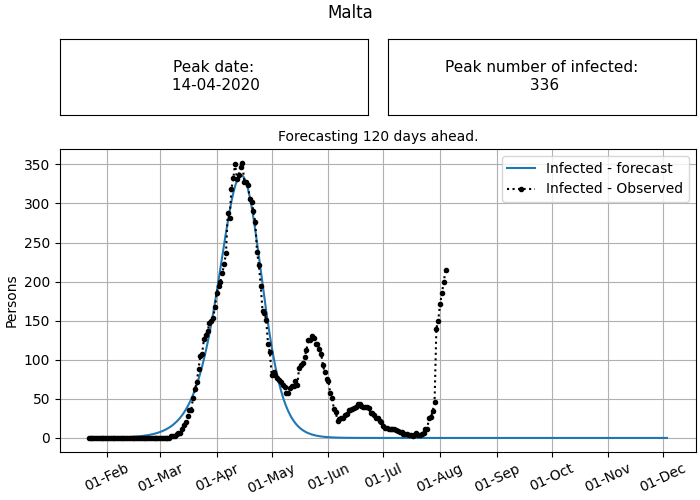 Malta
Peak date:
14-04-2020
Peak number of infected:
336
Forecasting 120 days ahead.
Infected - forecast
Infected - Observed
350
300
250
200
150
100
50
0
Persons
01-Feb
01-Mar
01-Apr
01-May
01-Jun
01-Jul
01-Aug
01-Sep
01-Oct
01-Nov
01-Dec